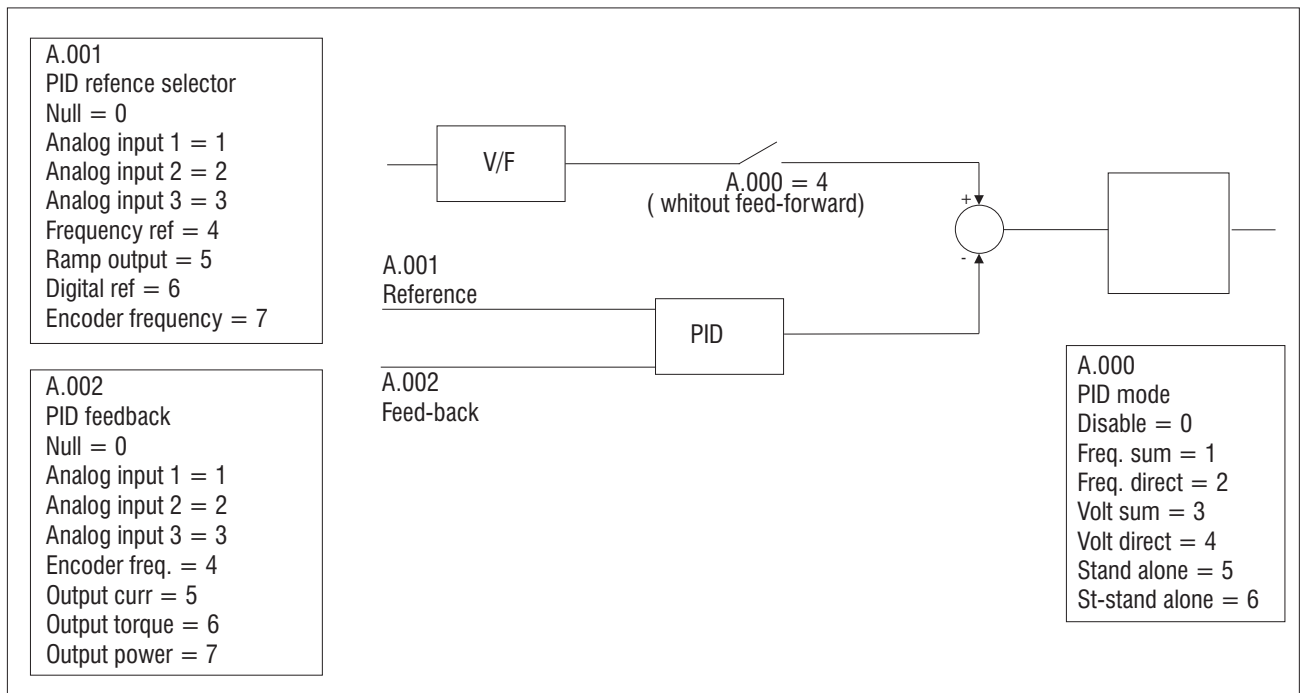 A.001
PID refence selector
Null = 0
Analog input 1 = 1
Analog input 2 = 2
Analog input 3 = 3
Frequency ref = 4
Ramp output = 5
Digital ref = 6
Encoder frequency = 7
A.002
PID feedback
Null = 0
Analog input 1 = 1
Analog input 2 = 2
Analog input 3 = 3
Encoder freq. = 4
Output curr = 5
Output torque = 6
Output power = 7
V/F
A.000 = 4
( whitout feed-forward)
+
-
A.001
Reference
PID
A.002
Feed-back
A.000
PID mode
Disable = 0
Freq. sum = 1
Freq. direct = 2
Volt sum = 3
Volt direct = 4
Stand alone = 5
St-stand alone = 6